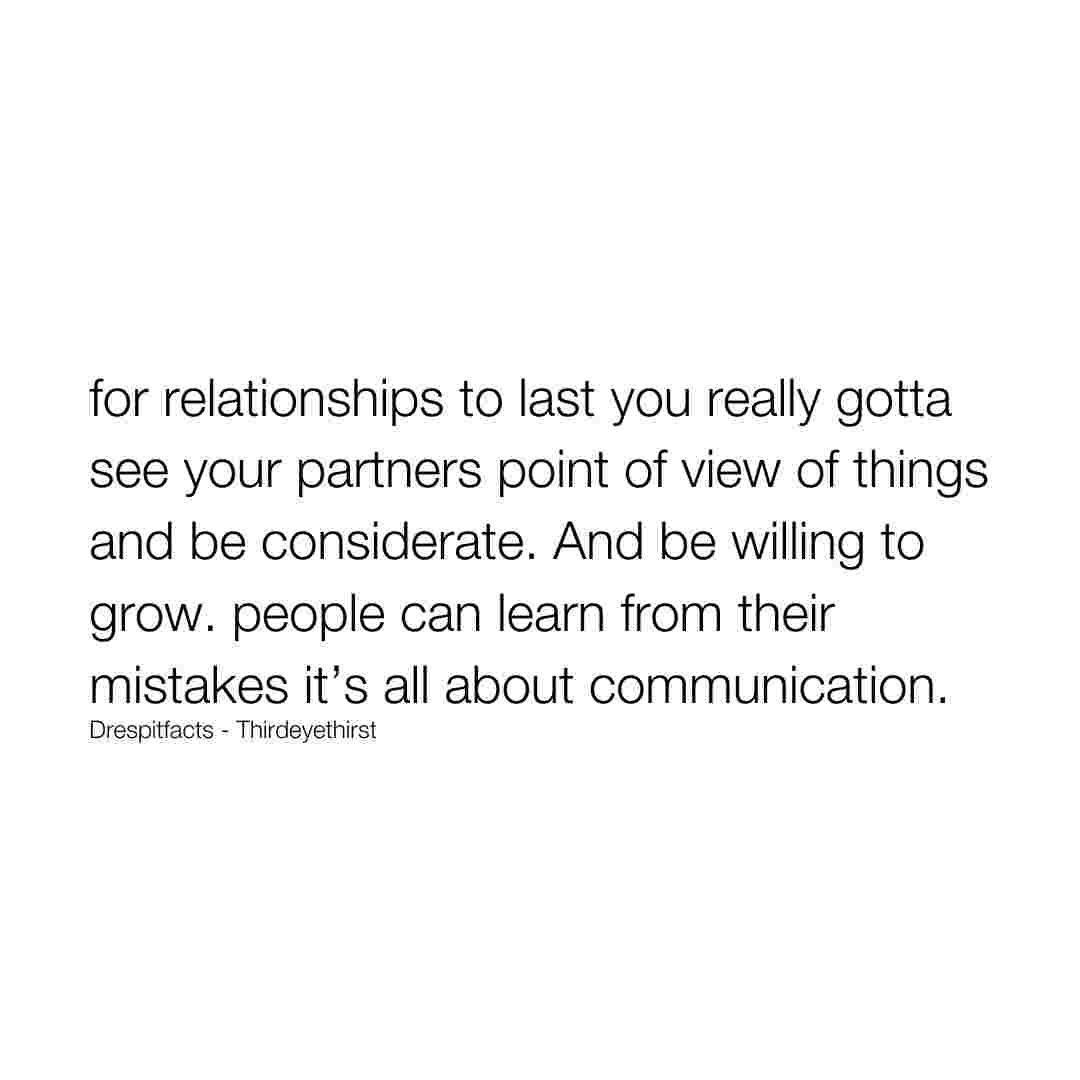 for relationships to last you really gotta
see your partners point of view of things
and be considerate. And be willing to
grow. people can learn from their
mistakes it’s all about communication.
Drespitfacts - Thirdeyethirst